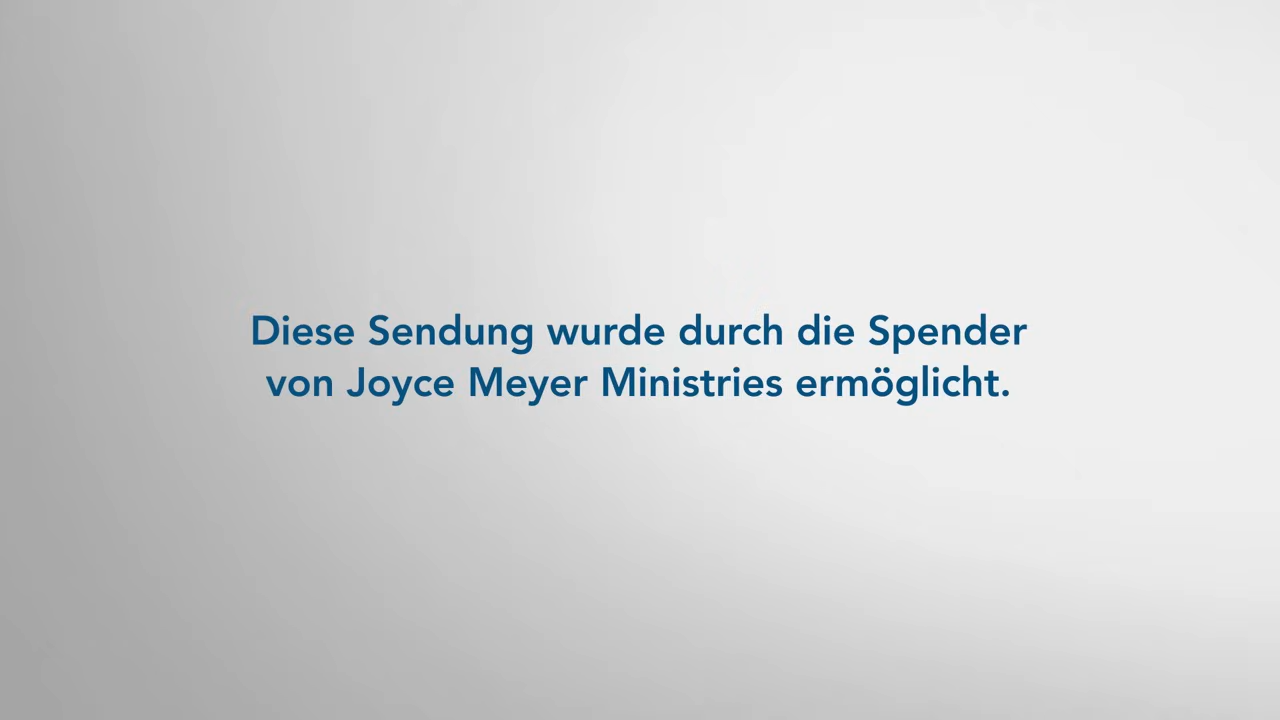 Diese Sendung wurde durch die Spender
von Joyce Meyer Ministries ermöglicht.